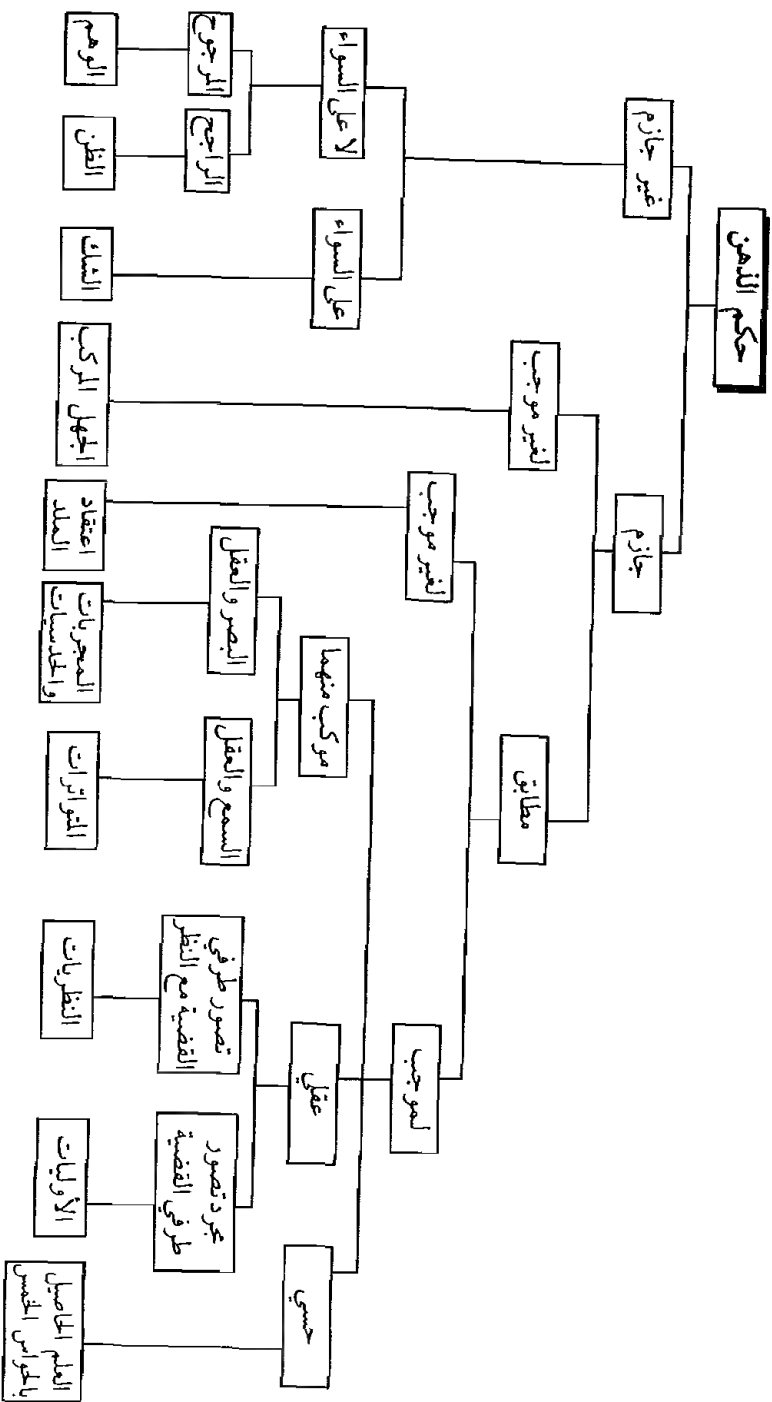 حكم الذهن
جازم
غير جازم
مطابق
لغير موجب
على السواء
لا على السواء
لموجب
لغير موجب
الراجح
المرجوح
حسي
عقلي
مركب منهما
مجرد تصور
طرفي القضية
تصور طرفي
القضية مع النظر
السمع والعقل
البصر والعقل
العلم الحاصيل
بالحواس الخمس
الأوليات
النظريات
المتواترات
المجربات
والحدسيات
اعتقاد
الملد
الجهل المركب
الشك
الظن
الوهم